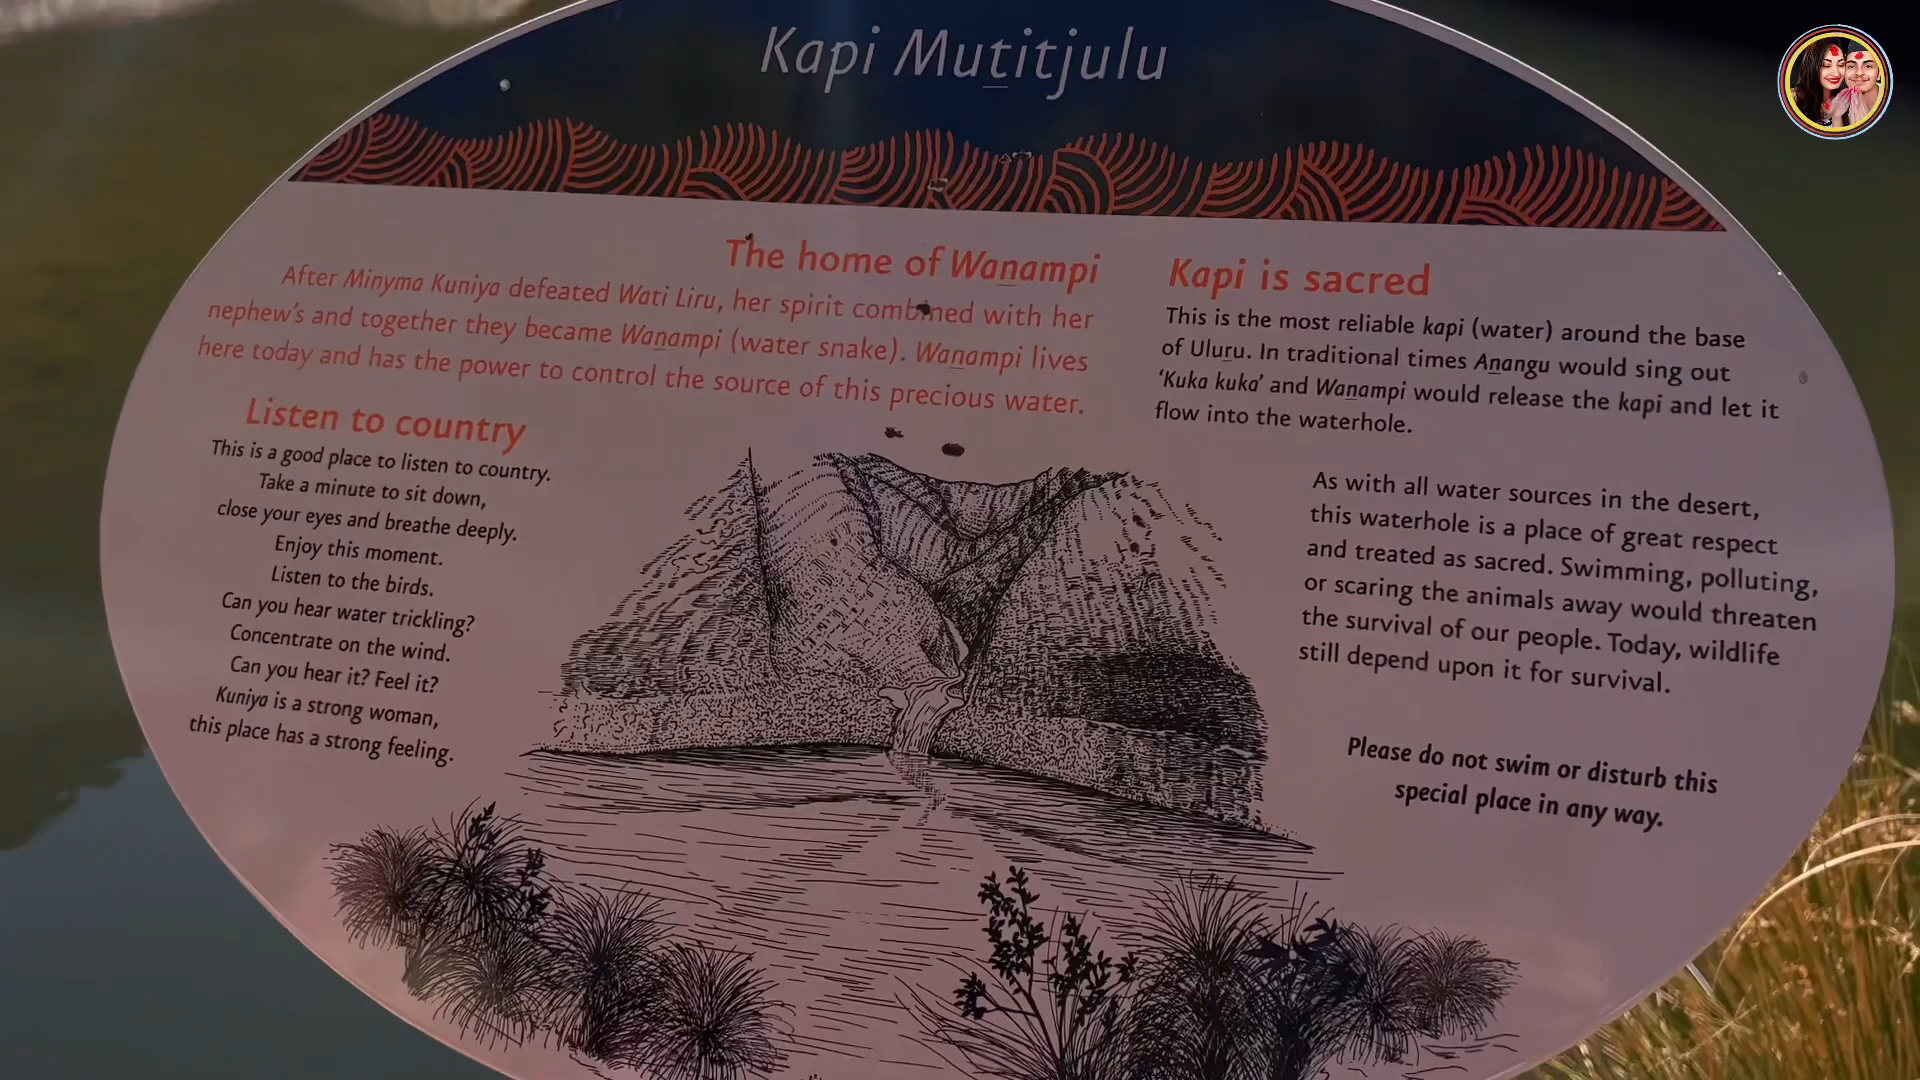 Kapi Mutitjulu
The home of Wanampi
After Minyma Kuniya defeated Wati Liru, her spirit combined with her
nephew's and together they became Wanampi (water snake). Wanampi lives
here today and has the power to control the source of this precious water.
Listen to country
This is a good place to listen to country.
Take a minute to sit down,
close your eyes and breathe deeply.
Enjoy this moment.
Listen to the birds.
Can you hear water trickling?
Concentrate on the wind.
Can you hear it? Feel it?
Kuniya is a strong woman,
this place has a strong feeling.
Kapi is sacred
This is the most reliable kapi (water) around the base
of Uluṟu. In traditional times Aṉangu would sing out
'Kuka kuka' and Waṉampi would release the kapi and let it
flow into the waterhole.
As with all water sources in the desert,
this waterhole is a place of great respect
and treated as sacred. Swimming, polluting,
or scaring the animals away would threaten
the survival of our people. Today, wildlife
still depend upon it for survival.
Please do not swim or disturb this
special place in any way.